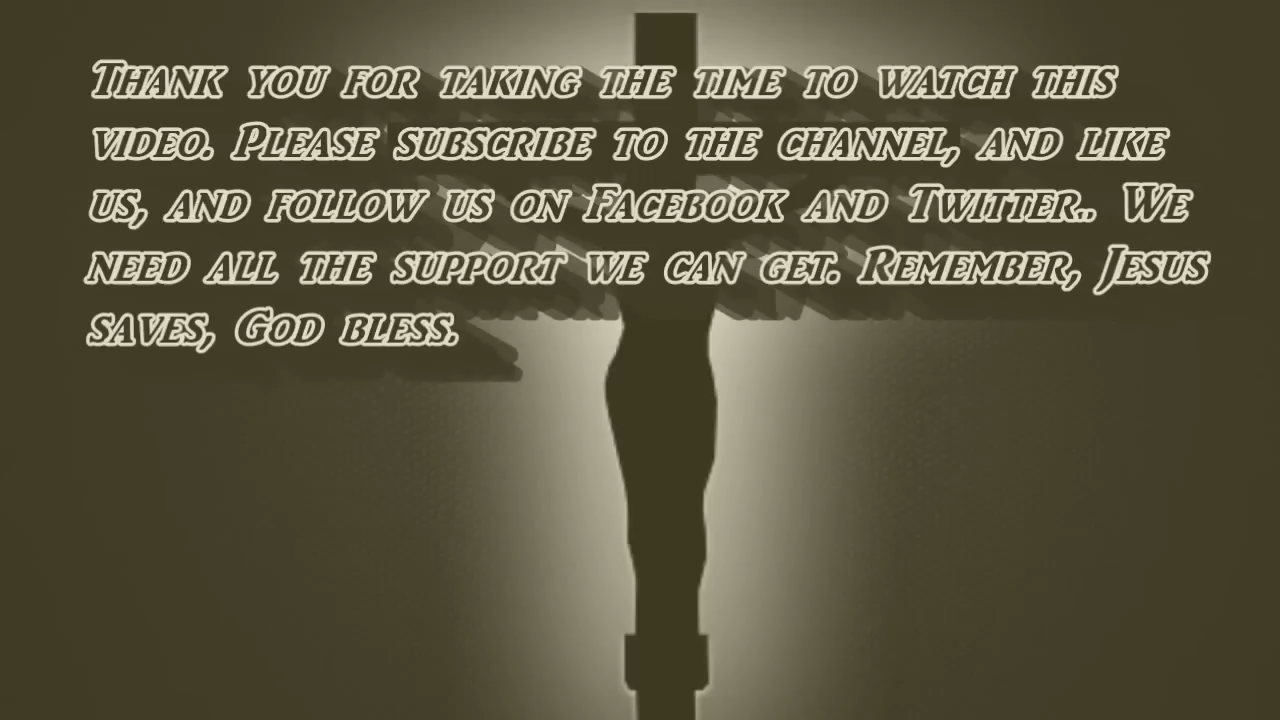 Thank you for taking the time to watch this
video. Please subscribe to the channel, and like
us, and follow us on Facebook and Twitter.. We
need all the support we can get. Remember, Jesus
saves, God bless.